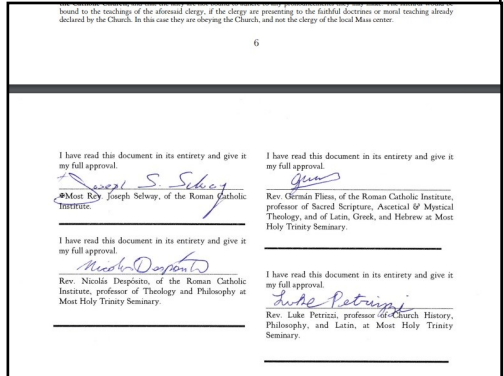 the Catholic Church, and that they
bound to the teachings of the aforesaid clergy, if the clergy are presenting to the faithful doctrines or moral teaching already
declared by the Church. In this case they are obeying the Church, and not the clergy of the local Mass center.
6
I have read this document in its entirety and give it
my full approval.
Joseph S. Selway
✠Most Rev. Joseph Selway, of the Roman Catholic
Institute.
I have read this document in its entirety and give it
my full approval.
Nicolás Despósito
Rev. Nicolás Despósito, of the Roman Catholic
Institute, professor of Theology and Philosophy at
Most Holy Trinity Seminary.
I have read this document in its entirety and give it
my full approval.
Rev. Germán Fliess, of the Roman Catholic Institute,
professor of Sacred Scripture, Ascetical & Mystical
Theology, and of Latin, Greek, and Hebrew at Most
Holy Trinity Seminary.
I have read this document in its entirety and give it
my full approval.
Luke Petrizzi
Rev. Luke Petrizzi, professor of Church History,
Philosophy, and Latin, at Most Holy Trinity
Seminary.